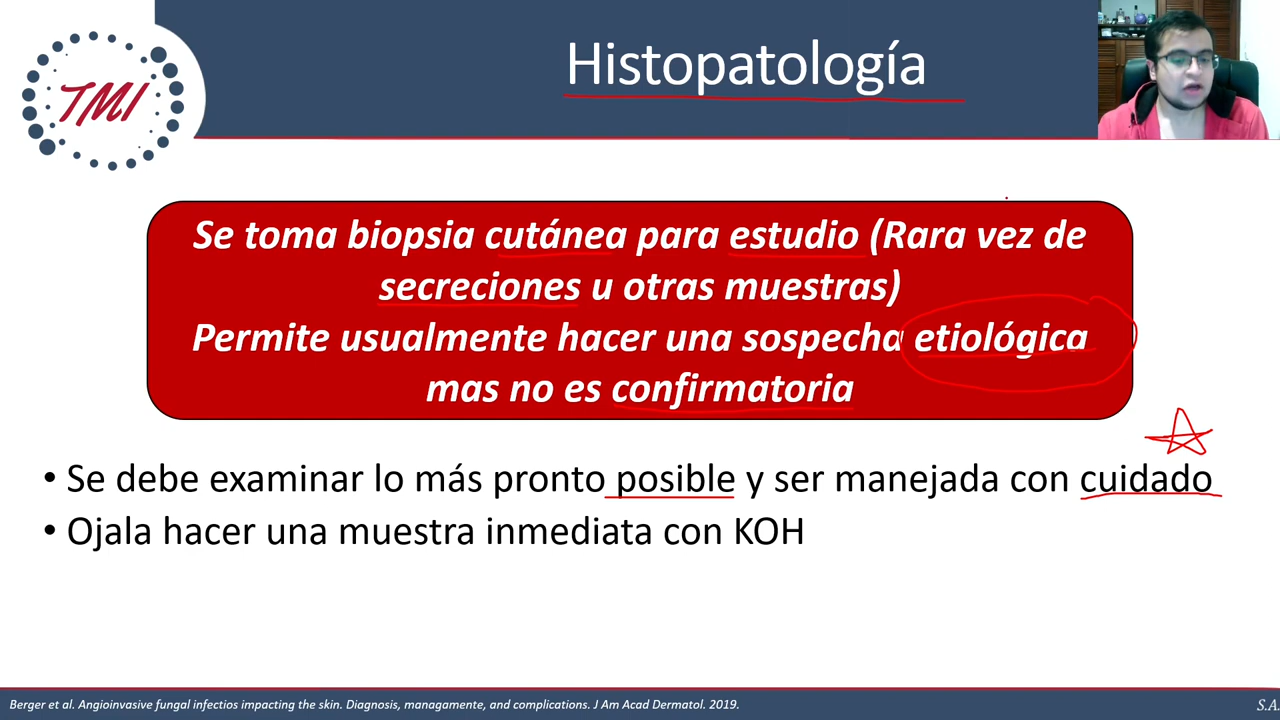 TMI
Histopatología
Se toma biopsia cutánea para estudio (Rara vez de
secreciones u otras muestras)
Permite usualmente hacer una sospecha etiológica
mas no es confirmatoria
• Se debe examinar lo más pronto posible y ser manejada con cuidado
• Ojala hacer una muestra inmediata con KOH
Berger et al. Angioinvasive fungal infectios impacting the skin. Diagnosis, managamente, and complications. J Am Acad Dermatol. 2019.
S.A.